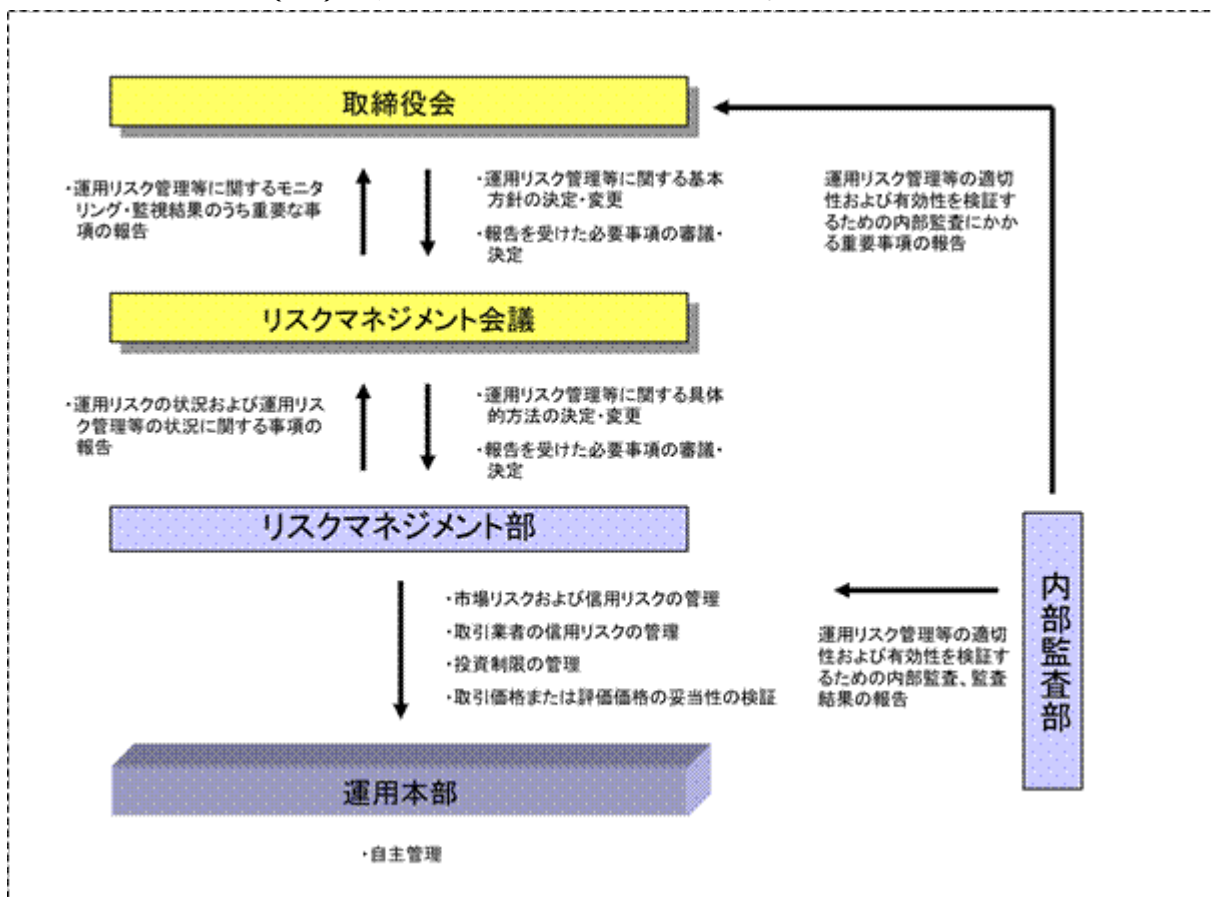 取締役会
・運用リスク管理等に関するモニタ
リング・監視結果のうち重要な事
項の報告
・運用リスク管理等に関する基本
方針の決定・変更
・報告を受けた必要事項の審議・
決定
運用リスク管理等の適切
性および有効性を検証す
るための内部監査にかか
る重要事項の報告
リスクマネジメント会議
・運用リスクの状況および運用リス
ク管理等の状況に関する事項の
報告
・運用リスク管理等に関する具体
的方法の決定・変更
・報告を受けた必要事項の審議・
決定
リスクマネジメント部
・市場リスクおよび信用リスクの管理
・取引業者の信用リスクの管理
・投資制限の管理
・取引価格または評価価格の妥当性の検証
運用リスク管理等の適切
性および有効性を検証す
るための内部監査、監査
結果の報告
内部監査部
運用本部
・自主管理